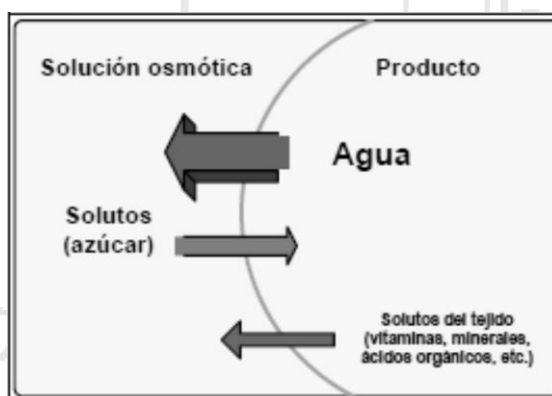 Solución osmótica
Producto
Agua
Solutos
(azúcar)
Solutos del tejido
(vitaminas, minerales,
ácidos orgánicos, etc.)